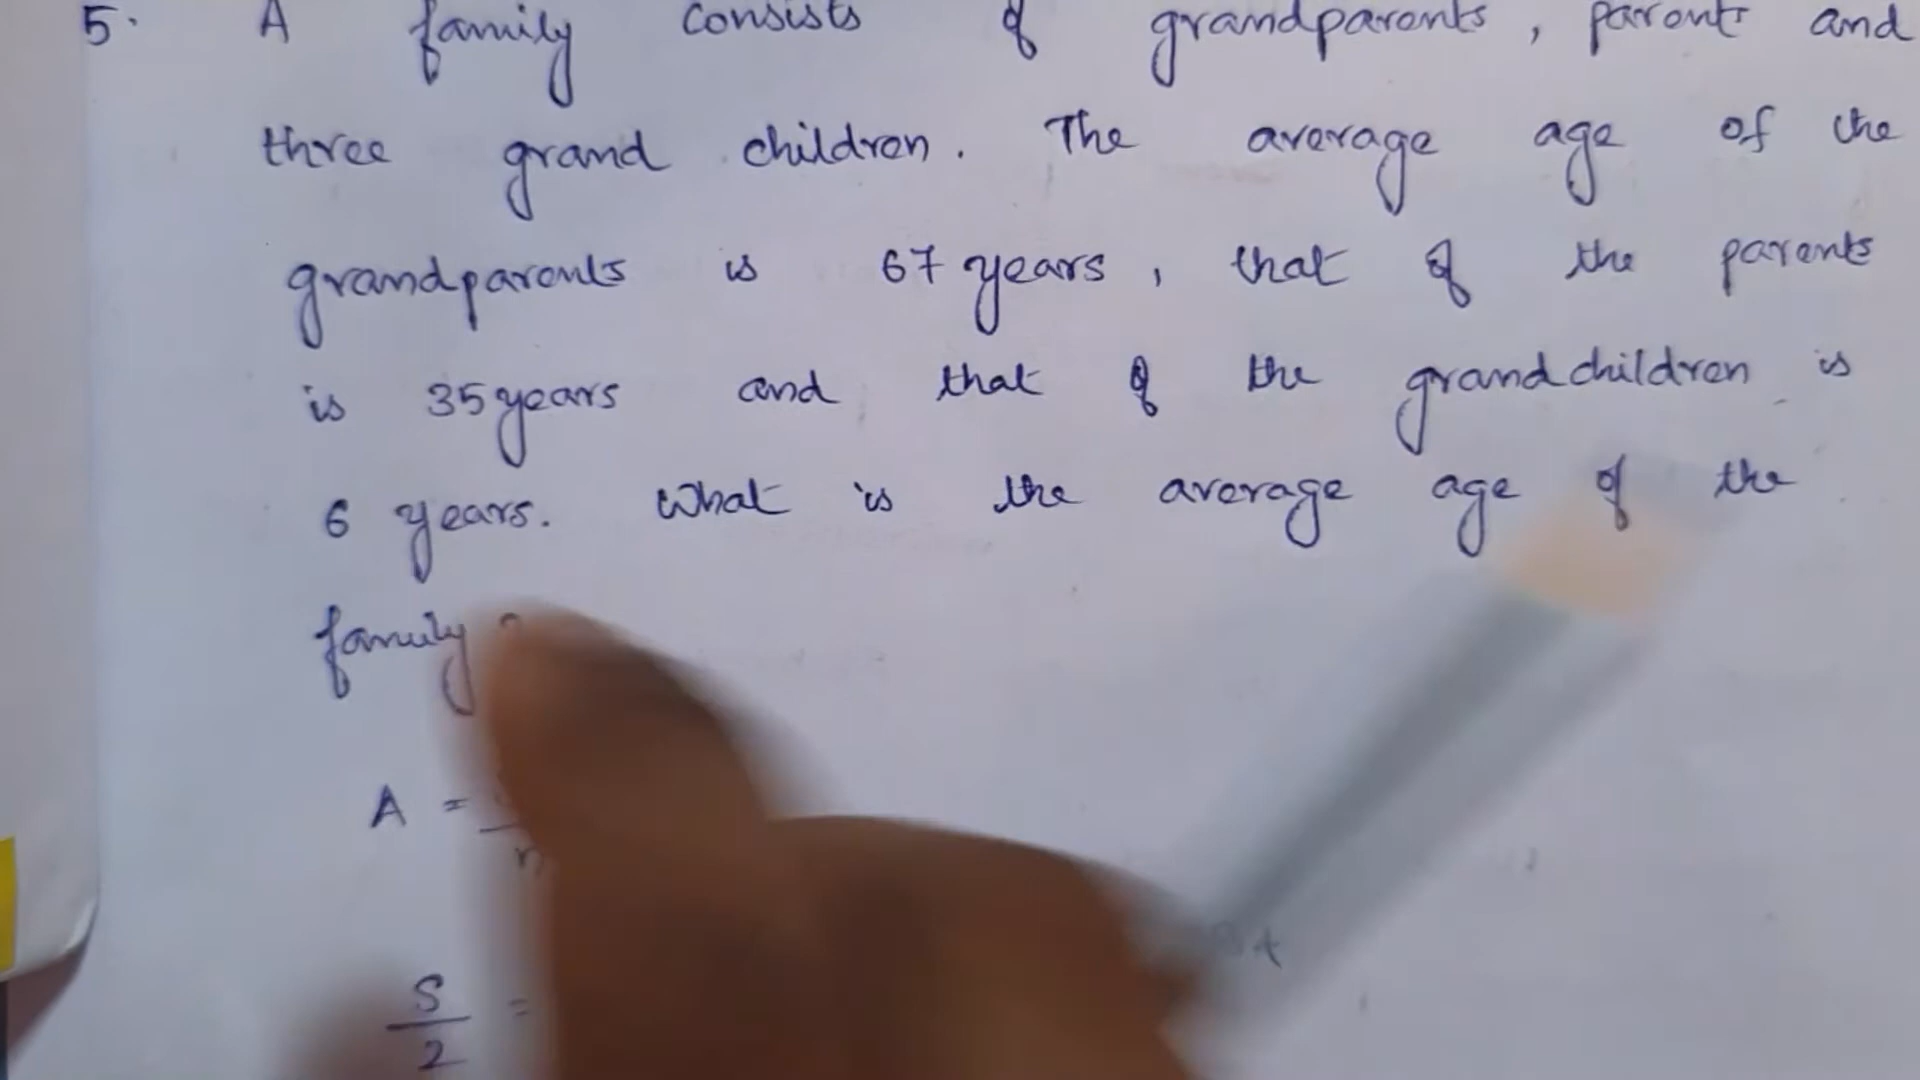 5. A family consists of grandparents, parents and
three grand children. The average age of the
grandparents is 67 years, that of the parents
is 35 years and that of the grandchildren is
6 years. What is the average age of the
family
A =
n
S
=
2